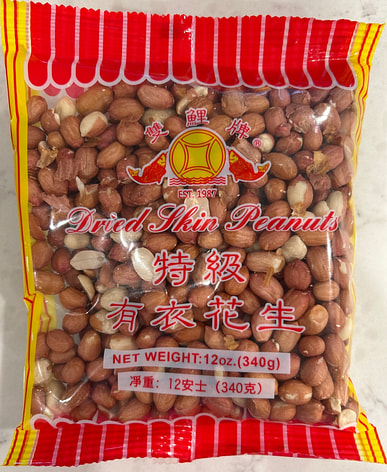 雙鯉牌®
EST. 1987
Dried Skin Peanuts
特級
有衣花生
NET WEIGHT:12oz.(340g)
淨重: 12安士 (340克)